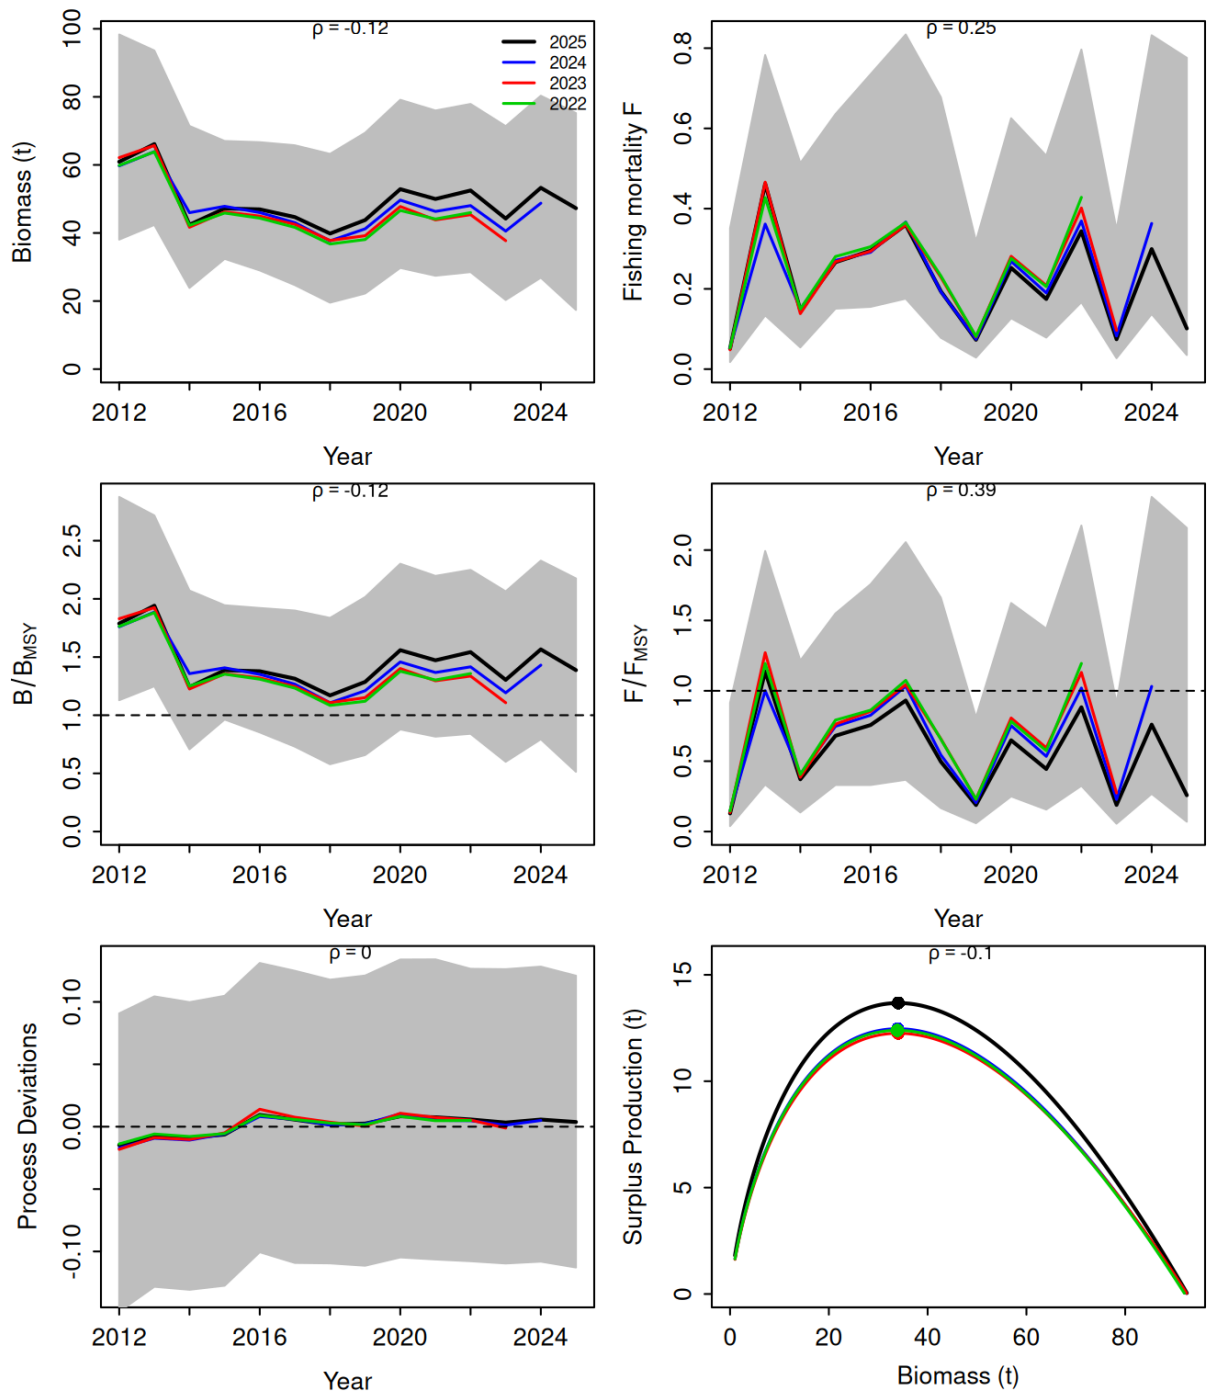 ρ = -0.12
Biomass (t)
100
80
60
40
20
0
2025
2024
2023
2022
2012 2016 2020 2024
Year
ρ = 0.25
Fishing mortality F
0.8
0.6
0.4
0.2
0.0
2012 2016 2020 2024
Year
ρ = -0.12
B/BMSY
2.5
2.0
1.5
1.0
0.5
0.0
2012 2016 2020 2024
Year
ρ = 0.39
F/FMSY
2.0
1.5
1.0
0.5
0.0
2012 2016 2020 2024
Year
ρ = 0
Process Deviations
0.10
0.00
-0.10
2012 2016 2020 2024
Year
ρ = -0.1
Surplus Production (t)
15
10
5
0
0 20 40 60 80
Biomass (t)